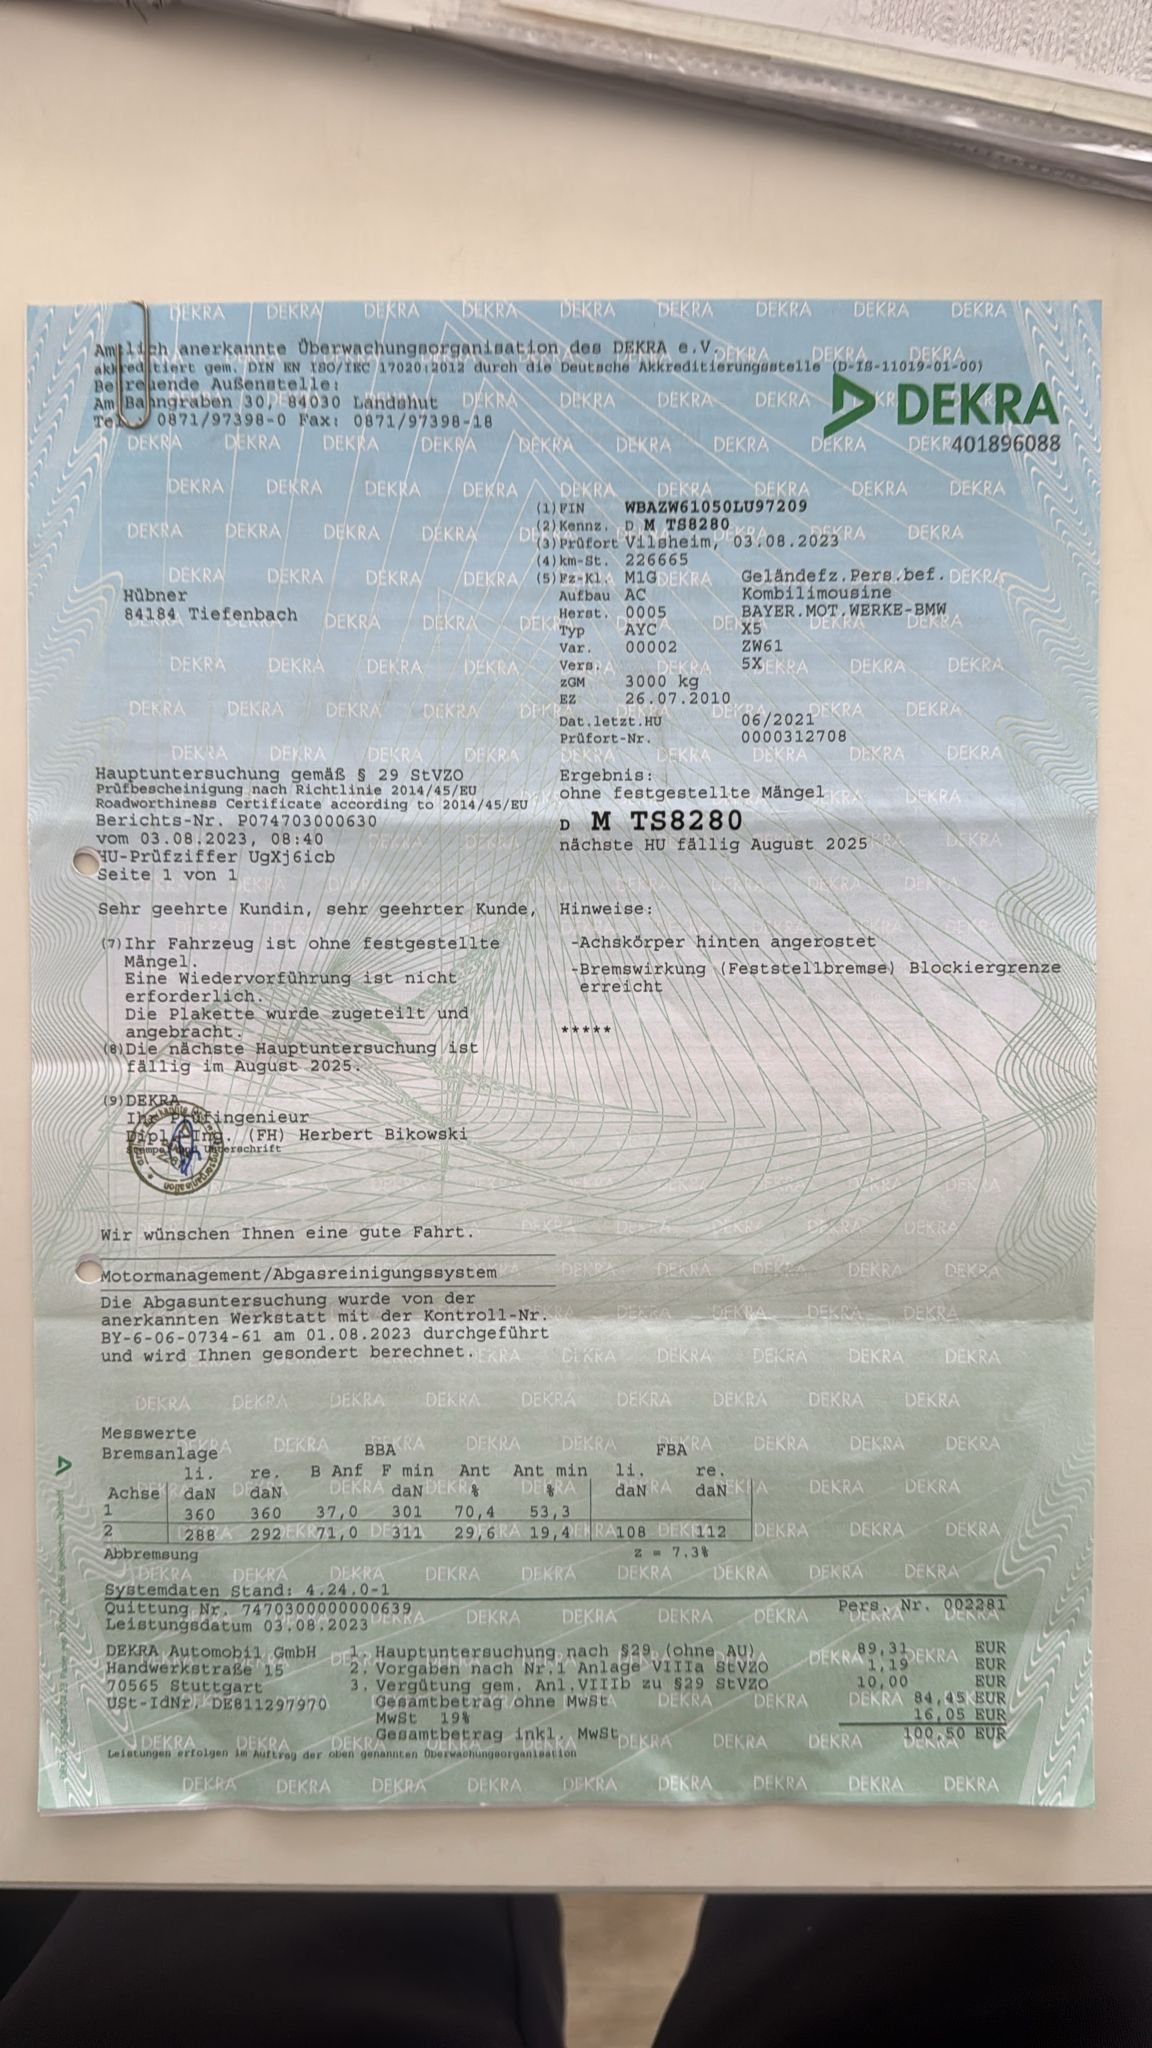 Amtlich anerkannte Überwachungsorganisation des DEKRA e.V.
akkreditiert gem. DIN EN ISO/IEC 17020:2012 durch die Deutsche Akkreditierungsstelle (D-IS-11019-01-00)
Betreuende Außenstelle:
Am Bahngraben 30, 84030 Landshut
Tel. 0871/97398-0 Fax: 0871/97398-18
DEKRA
401896088
Hübner
84184 Tiefenbach
(1) FIN WBAZW61050LU97209
(2) Kennz. D M TS8280
(3) Prüfort Vilsheim, 03.08.2023
(4) km-St. 226665
(5) Fz-Kl. M1G Geländefz.Pers.bef.
Aufbau AC Kombilimousine
Herst. 0005 BAYER.MOT.WERKE-BMW
Typ AYC X5
Var. 00002 ZW61
Vers. 5X
zGM 3000 kg
EZ 26.07.2010
Dat.letzt.HU 06/2021
Prüfort-Nr. 0000312708
Hauptuntersuchung gemäß § 29 StVZO
Prüfbescheinigung nach Richtlinie 2014/45/EU
Roadworthiness Certificate according to 2014/45/EU
Berichts-Nr. P074703000630
vom 03.08.2023, 08:40
HU-Prüfziffer UgXj6icb
Seite 1 von 1
Ergebnis:
ohne festgestellte Mängel
D M TS8280
nächste HU fällig August 2025
Sehr geehrte Kundin, sehr geehrter Kunde,
(7) Ihr Fahrzeug ist ohne festgestellte
Mängel.
Eine Wiedervorführung ist nicht
erforderlich.
Die Plakette wurde zugeteilt und
angebracht.
(8) Die nächste Hauptuntersuchung ist
fällig im August 2025.
Hinweise:
-Achskörper hinten angerostet
-Bremswirkung (Feststellbremse) Blockiergrenze
erreicht
*****
(9) DEKRA
Ihr Prüfingenieur
Dipl.-Ing. (FH) Herbert Bikowski
Stempel und Unterschrift
Wir wünschen Ihnen eine gute Fahrt.
Motormanagement/Abgasreinigungssystem
Die Abgasuntersuchung wurde von der
anerkannten Werkstatt mit der Kontroll-Nr.
BY-6-06-0734-61 am 01.08.2023 durchgeführt
und wird Ihnen gesondert berechnet.
Messwerte
Bremsanlage BBA FBA
li. re. B Anf F min Ant Ant min li. re.
Achse daN daN daN % % daN daN
1 360 360 37,0 301 70,4 53,3
2 288 292 71,0 311 29,6 19,4 108 112
Abbremsung z = 7.3%
Systemdaten Stand: 4.24.0-1
Quittung Nr. 74703000000000639 Pers. Nr. 002281
Leistungsdatum 03.08.2023
DEKRA Automobil GmbH 1. Hauptuntersuchung nach §29 (ohne AU) 89,31 EUR
Handwerkstraße 15 2. Vorgaben nach Nr.1 Anlage VIIIa StVZO 1,19 EUR
70565 Stuttgart 3. Vergütung gem. Anl.VIIIb zu §29 StVZO 10,00 EUR
USt-IdNr. DE811297970 Gesamtbetrag ohne MwSt 84,45 EUR
MwSt 19% 16,05 EUR
Gesamtbetrag inkl. MwSt 100,50 EUR
Leistungen erfolgen im Auftrag der oben genannten Überwachungsorganisation